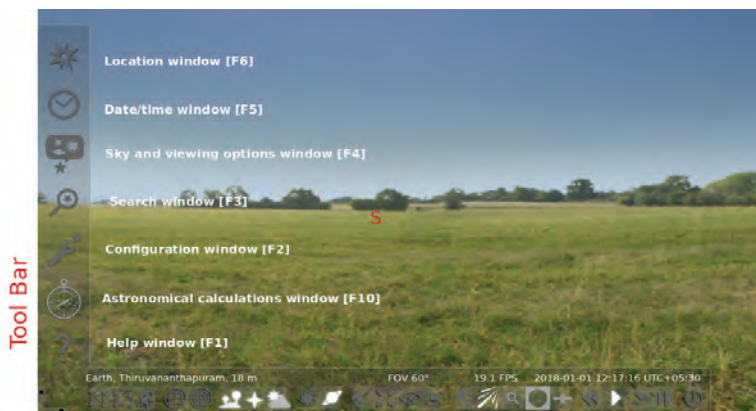 Location window [F6]
Date/time window [F5]
Sky and viewing options window [F4]
Search window [F3]
S
Configuration window [F2]
Astronomical calculations window [F10]
Help window [F1]
Tool Bar
Earth, Thiruvananthapuram, 18 m FOV 60° 19.1 FPS 2018-01-01 12:17:16 UTC+05:30